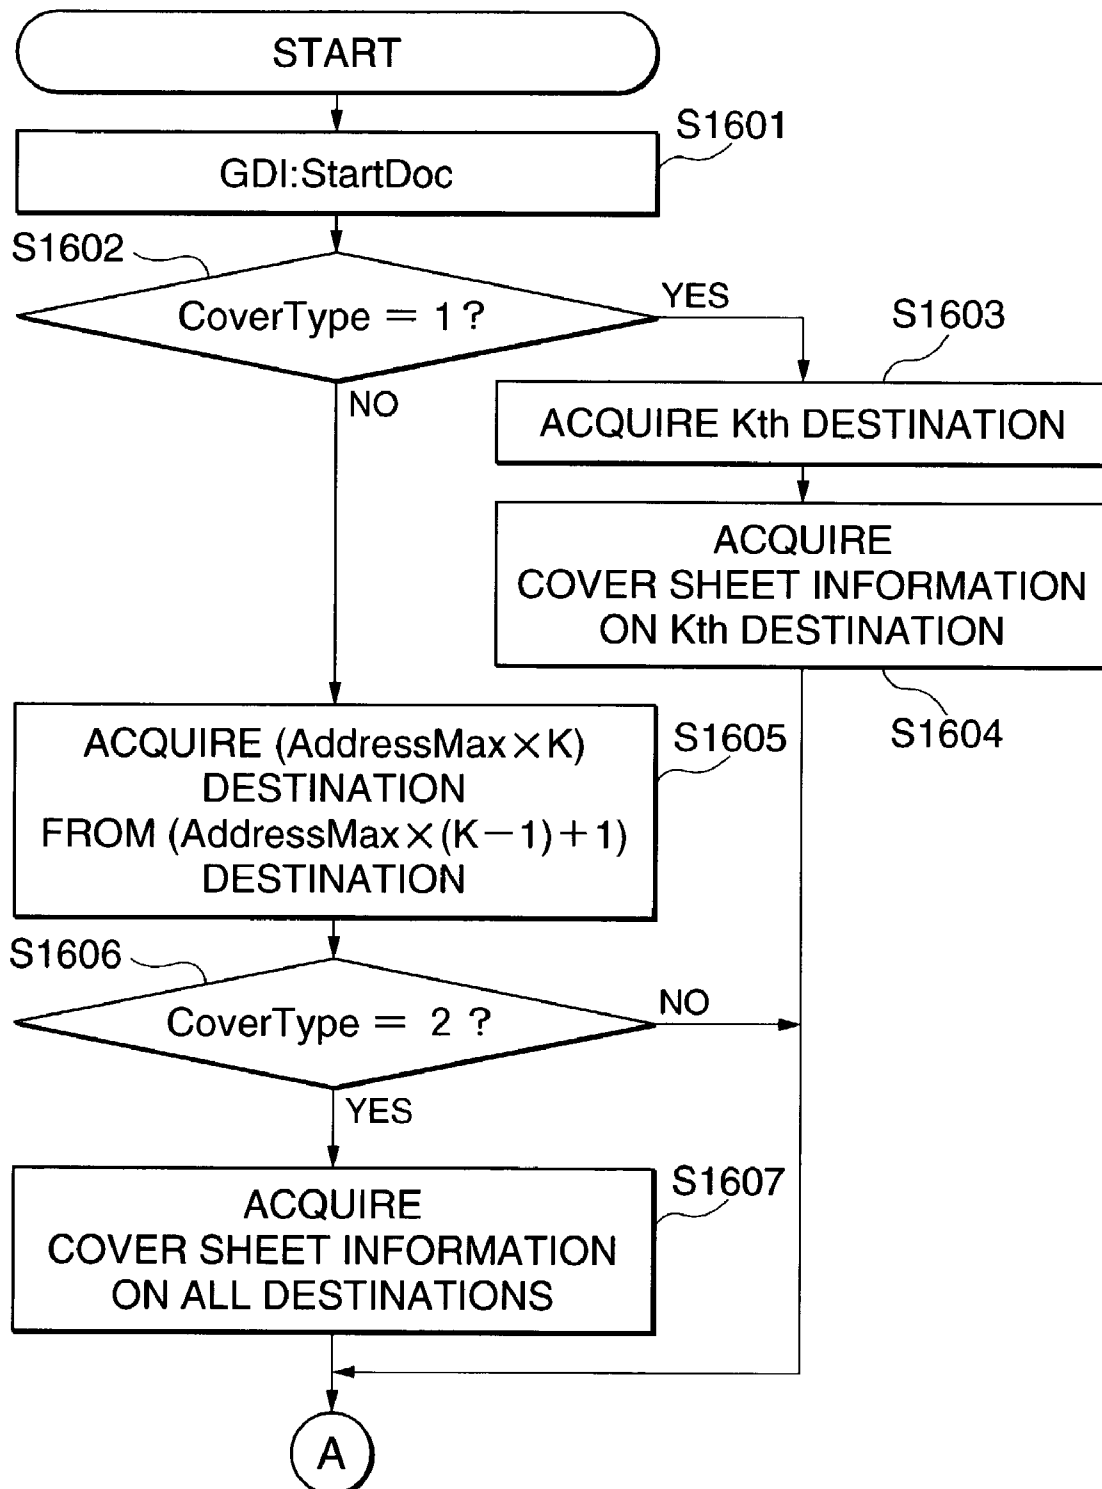 START
S1601
GDI:StartDoc
S1602
CoverType = 1?
YES
NO
S1603
ACQUIRE Kth DESTINATION
ACQUIRE
COVER SHEET INFORMATION
ON Kth DESTINATION
S1604
ACQUIRE (AddressMax×K)
DESTINATION
FROM (AddressMax×(K−1)+1)
DESTINATION
S1605
S1606
CoverType = 2 ?
NO
YES
S1607
ACQUIRE
COVER SHEET INFORMATION
ON ALL DESTINATIONS
A